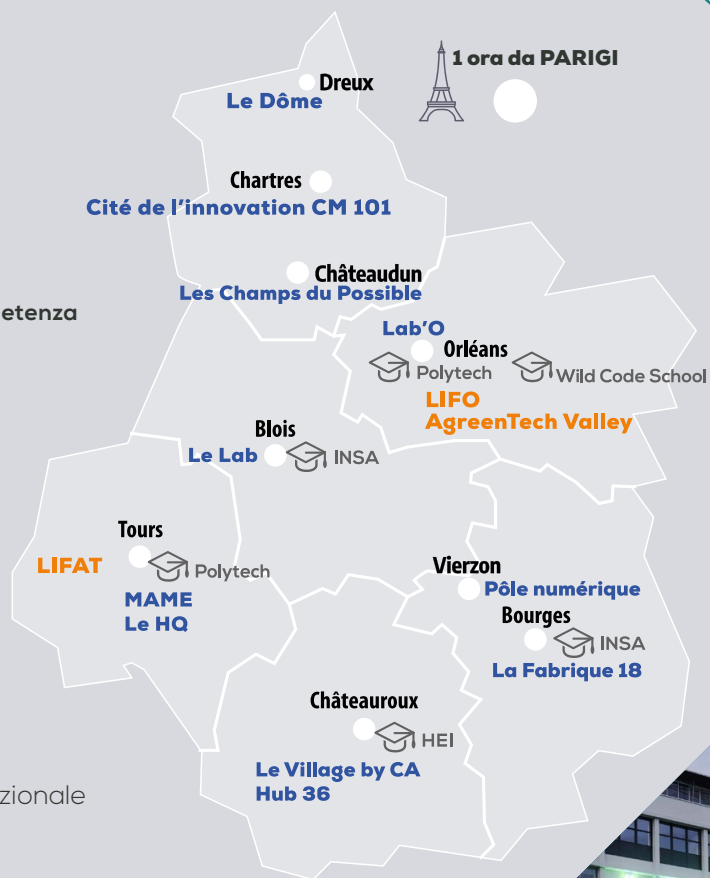 1 ora da PARIGI
Dreux
Le Dôme
Chartres
Cité de l'innovation CM 101
Châteaudun
Les Champs du Possible
etenza
Lab'O
Orléans
Polytech
Wild Code School
LIFO
AgreenTech Valley
Blois
Le Lab
INSA
Tours
LIFAT
Polytech
MAME
Le HQ
Vierzon
Pôle numérique
Bourges
INSA
La Fabrique 18
Châteauroux
HEI
Le Village by CA
Hub 36
zionale